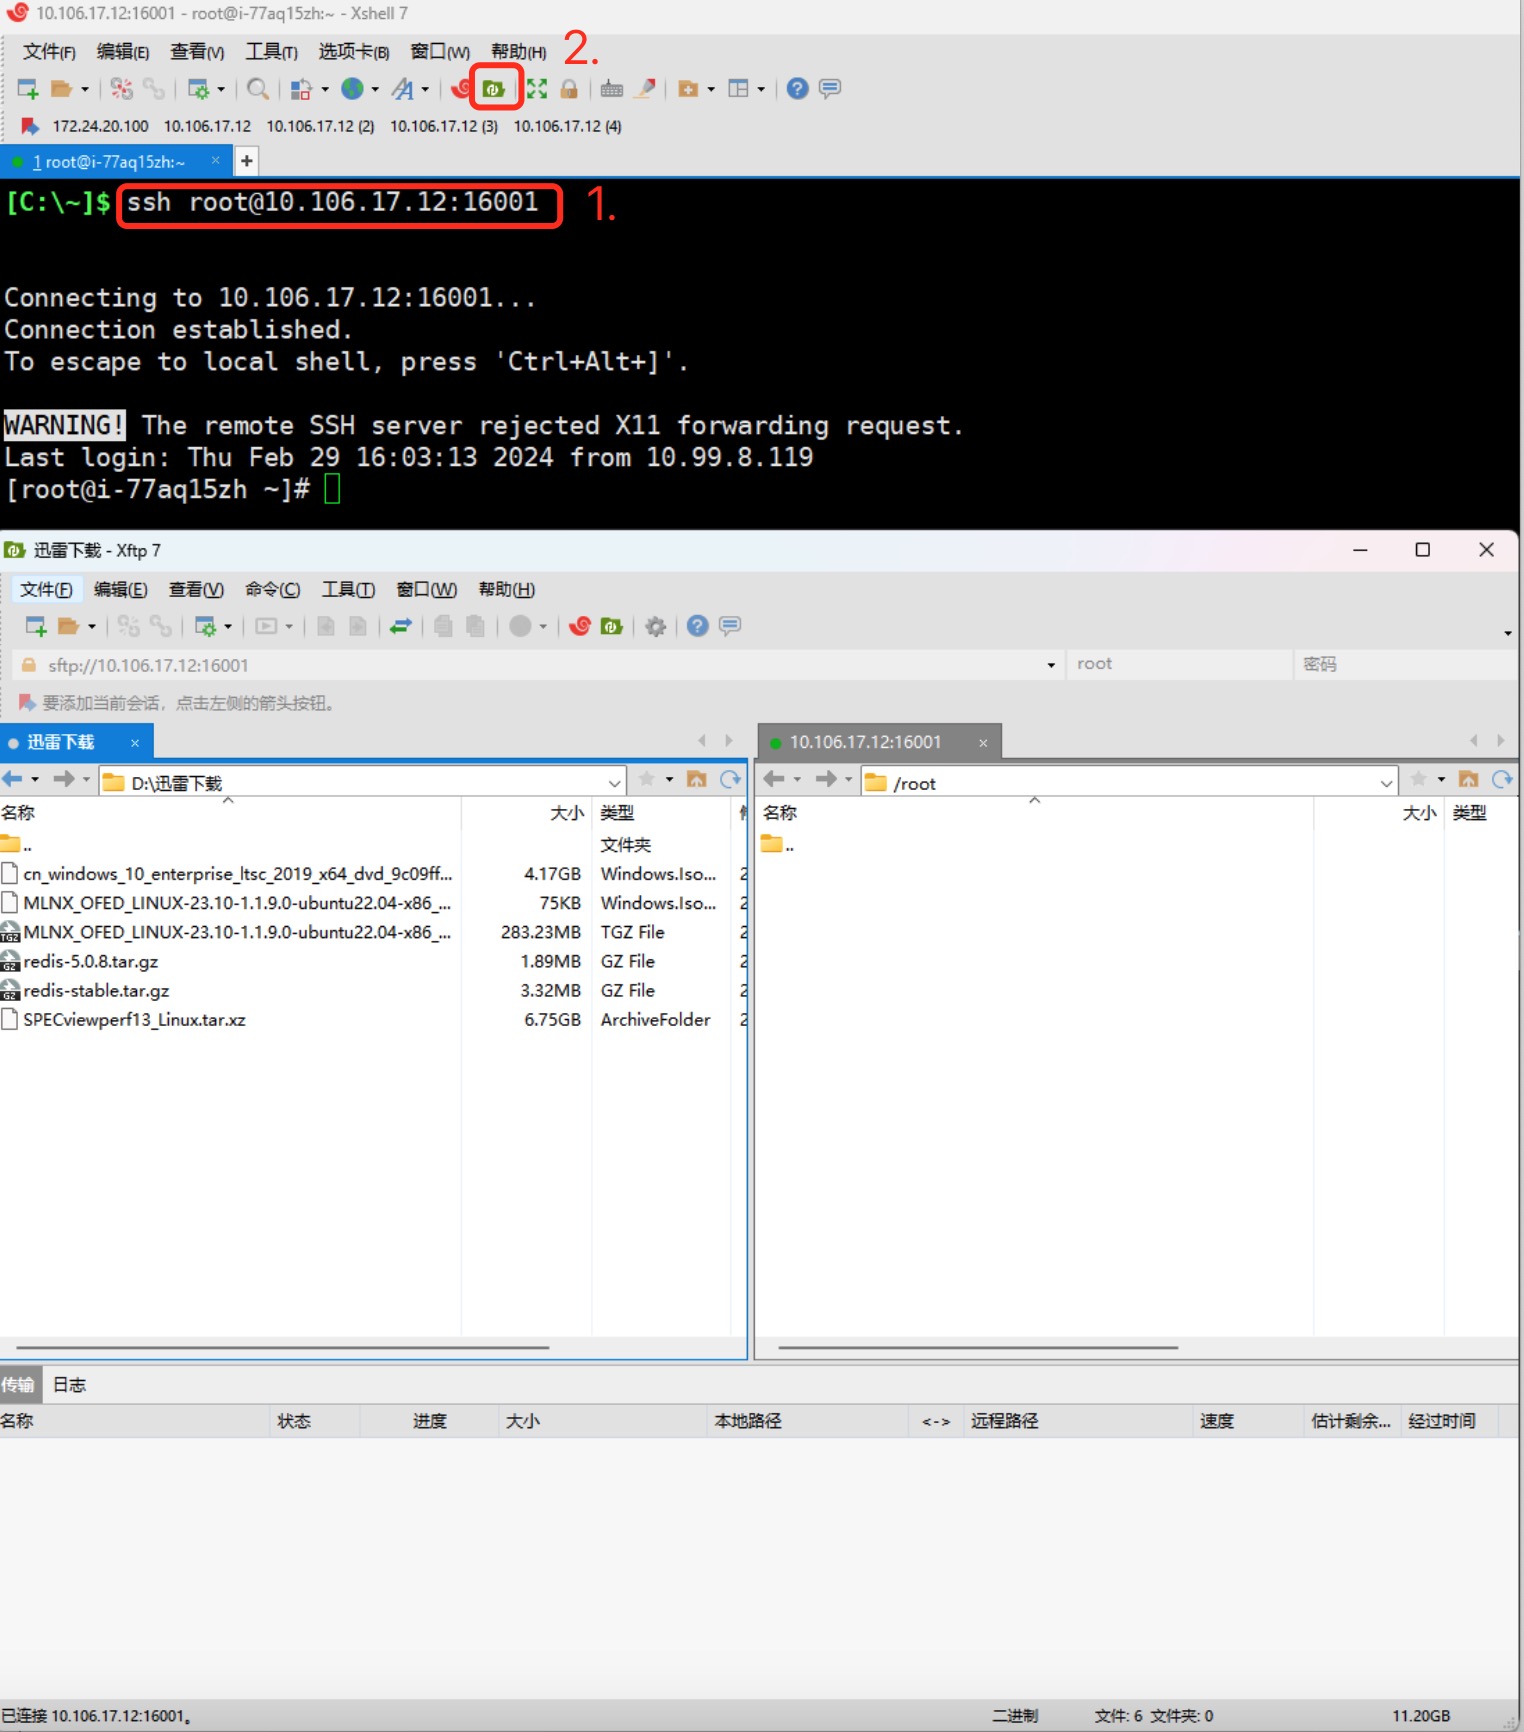 10.106.17.12:16001 - root@i-77aq15zh:~ - Xshell 7
文件(F) 编辑(E) 查看(V) 工具(T) 选项卡(B) 窗口(W) 帮助(H) 2.
172.24.20.100 10.106.17.12 10.106.17.12 (2) 10.106.17.12 (3) 10.106.17.12 (4)
1 root@i-77aq15zh:~ × +
[C:\~]$ ssh root@10.106.17.12:16001 1.
Connecting to 10.106.17.12:16001...
Connection established.
To escape to local shell, press 'Ctrl+Alt+]'.
WARNING! The remote SSH server rejected X11 forwarding request.
Last login: Thu Feb 29 16:03:13 2024 from 10.99.8.119
[root@i-77aq15zh ~]#
迅雷下载 - Xftp 7
文件(F) 编辑(E) 查看(V) 命令(C) 工具(T) 窗口(W) 帮助(H)
sftp://10.106.17.12:16001 root 密码
要添加当前会话，点击左侧的箭头按钮。
迅雷下载 × 10.106.17.12:16001 ×
D:\迅雷下载 /root
名称 大小 类型 名称 大小 类型
.. 文件夹 ..
cn_windows_10_enterprise_ltsc_2019_x64_dvd_9c09ff... 4.17GB Windows.Iso... 2
MLNX_OFED_LINUX-23.10-1.1.9.0-ubuntu22.04-x86_... 75KB Windows.Iso... 2
MLNX_OFED_LINUX-23.10-1.1.9.0-ubuntu22.04-x86_... 283.23MB TGZ File 2
redis-5.0.8.tar.gz 1.89MB GZ File 2
redis-stable.tar.gz 3.32MB GZ File 2
SPECviewperf13_Linux.tar.xz 6.75GB ArchiveFolder 2
传输 日志
名称 状态 进度 大小 本地路径 <-> 远程路径 速度 估计剩余... 经过时间
已连接 10.106.17.12:16001。 二进制 文件: 6 文件夹: 0 11.20GB